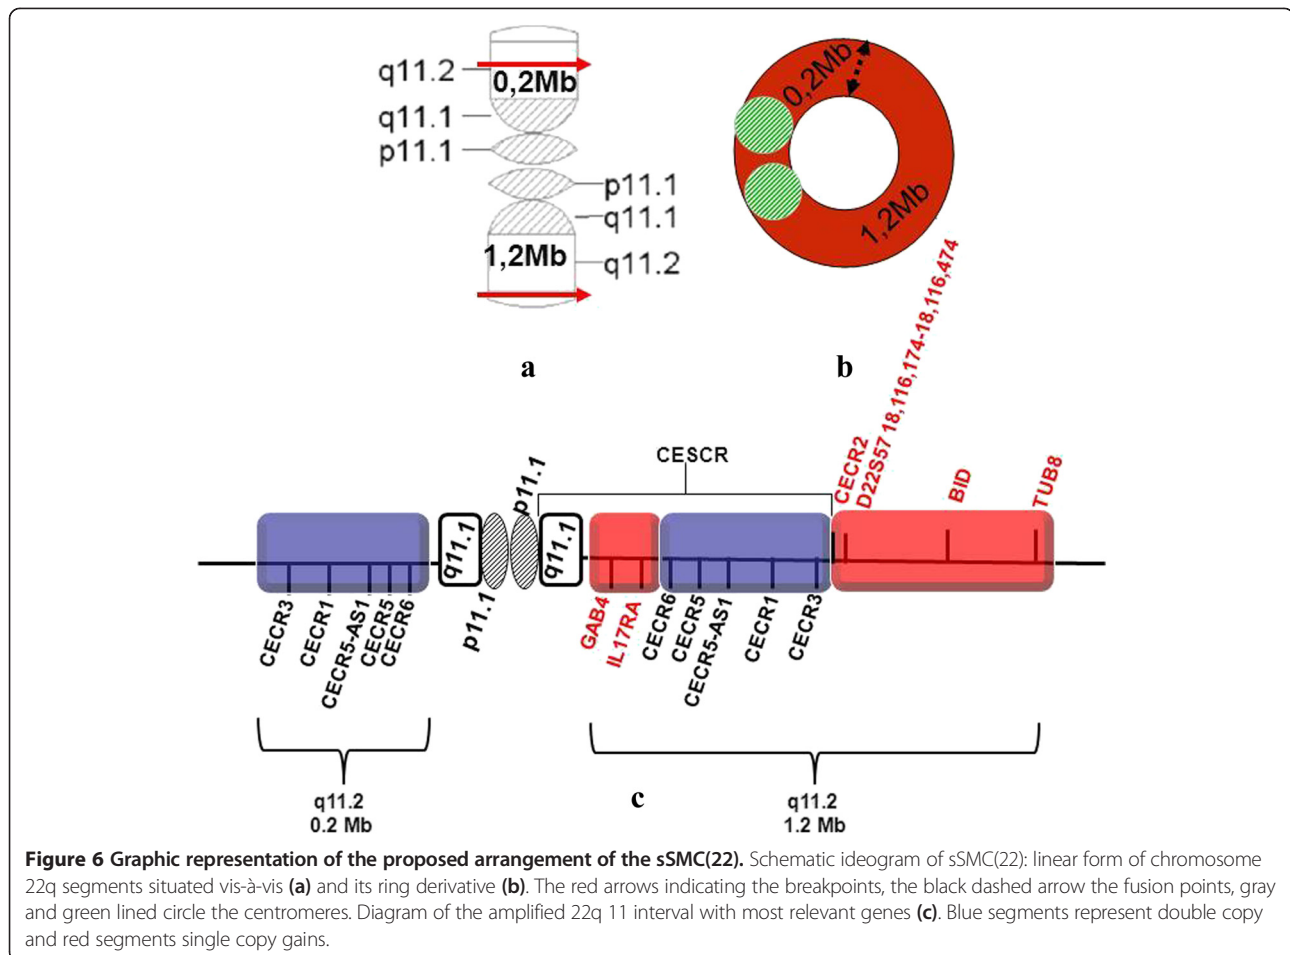 q11.2
0,2Mb
q11.1
p11.1
p11.1
q11.1
1,2Mb
q11.2
a
0,2Mb
1,2Mb
b
CESCR
CECR2
D22S57 18,116,174-18,116,474
BID
TUB8
q11.1
p11.1
p11.1
q11.1
CECR3
CECR1
CECR5-AS1
CECR5
CECR6
GAB4
IL17RA
CECR6
CECR5
CECR5-AS1
CECR1
CECR3
q11.2
0.2 Mb
c
q11.2
1.2 Mb
Figure 6 Graphic representation of the proposed arrangement of the sSMC(22). Schematic ideogram of sSMC(22): linear form of chromosome
22q segments situated vis-à-vis (a) and its ring derivative (b). The red arrows indicating the breakpoints, the black dashed arrow the fusion points, gray
and green lined circle the centromeres. Diagram of the amplified 22q 11 interval with most relevant genes (c). Blue segments represent double copy
and red segments single copy gains.